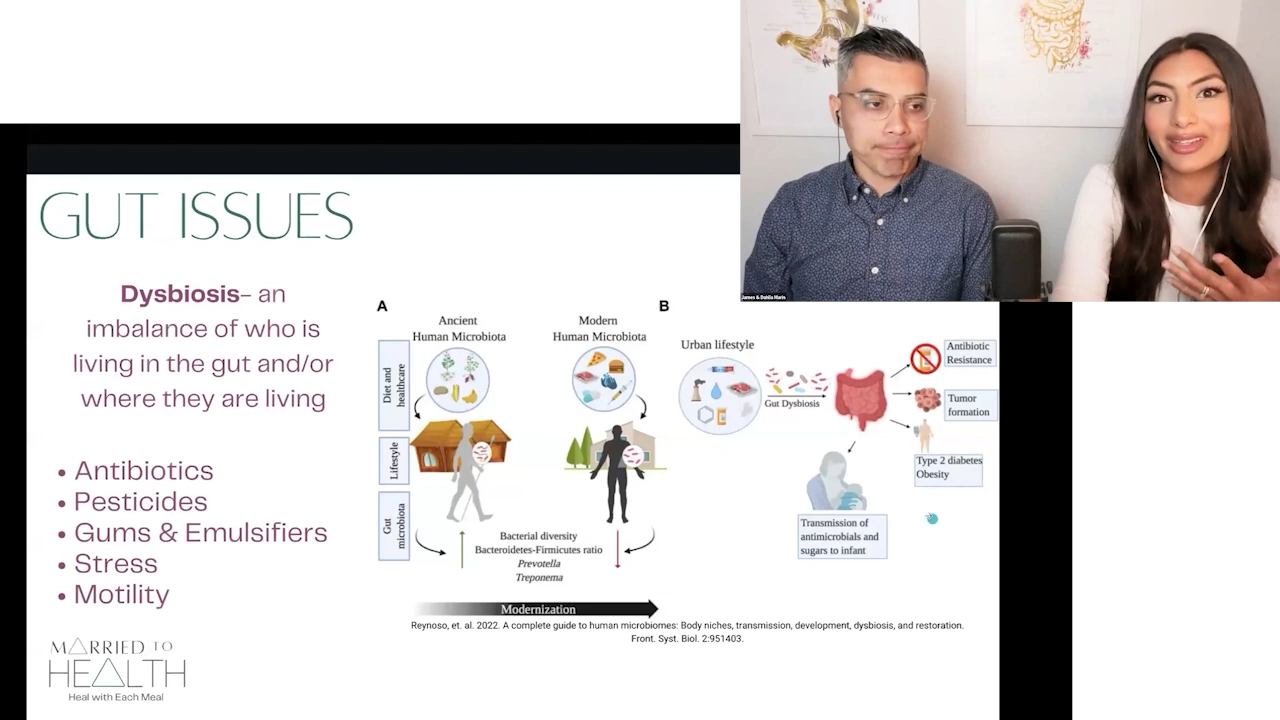 James & Dahlia Marin
GUT ISSUES
Dysbiosis- an
imbalance of who is
living in the gut and/or
where they are living
• Antibiotics
• Pesticides
• Gums & Emulsifiers
• Stress
• Motility
MARRIED TO
HEALTH
Heal with Each Meal
A
Ancient
Human Microbiota
Modern
Human Microbiota
Diet and
healthcare
Lifestyle
Gut
microbiota
Bacterial diversity
Bacteroidetes-Firmicutes ratio
Prevotella
Treponema
Modernization
B
Urban lifestyle
Gut Dysbiosis
Antibiotic
Resistance
Tumor
formation
Type 2 diabetes
Obesity
Transmission of
antimicrobials and
sugars to infant
Reynoso, et. al. 2022. A complete guide to human microbiomes: Body niches, transmission, development, dysbiosis, and restoration.
Front. Syst. Biol. 2:951403.